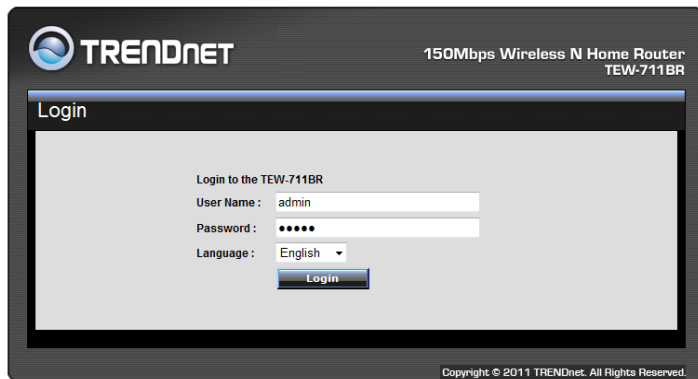 TRENDNET
150Mbps Wireless N Home Router
TEW-711BR
Login
Login to the TEW-711BR
User Name : admin
Password : •••••
Language : English
Login
Copyright © 2011 TRENDnet. All Rights Reserved.